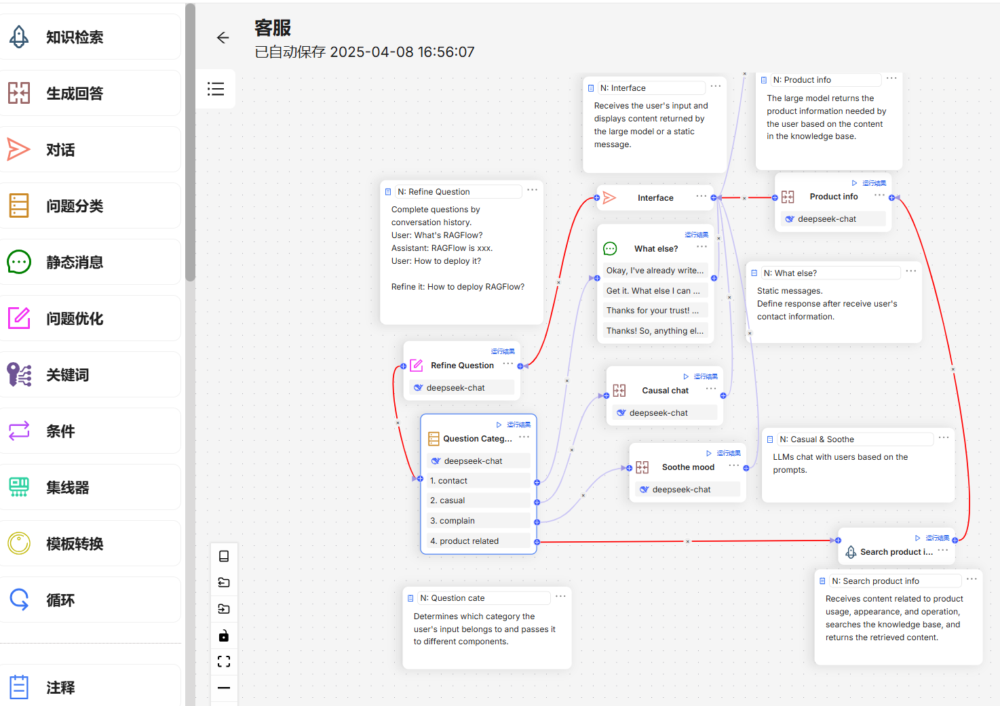 知识检索
生成回答
对话
问题分类
静态消息
问题优化
关键词
条件
集线器
模板转换
循环
注释
客服
已自动保存 2025-04-08 16:56:07
N: Interface
Receives the user's input and
displays content returned by
the large model or a static
message.
N: Product info
The large model returns the
product information needed by
the user based on the content
in the knowledge base.
N: Refine Question
Complete questions by
conversation history.
User: What's RAGFlow?
Assistant: RAGFlow is xxx.
User: How to deploy it?
Refine it: How to deploy RAGFlow?
Interface
运行结果
Product info
deepseek-chat
运行结果
What else?
Okay, I've already write...
Get it. What else I can ...
Thanks for your trust! ...
Thanks! So, anything el...
N: What else?
Static messages.
Define response after receive user's
contact information.
运行结果
Refine Question
deepseek-chat
运行结果
Causal chat
deepseek-chat
运行结果
Question Categ...
deepseek-chat
1. contact
2. casual
3. complain
4. product related
运行结果
Soothe mood
deepseek-chat
N: Casual & Soothe
LLMs chat with users based on the
prompts.
运行结果
Search product i...
N: Search product info
Receives content related to product
usage, appearance, and operation,
searches the knowledge base, and
returns the retrieved content.
N: Question cate
Determines which category the
user's input belongs to and passes it
to different components.